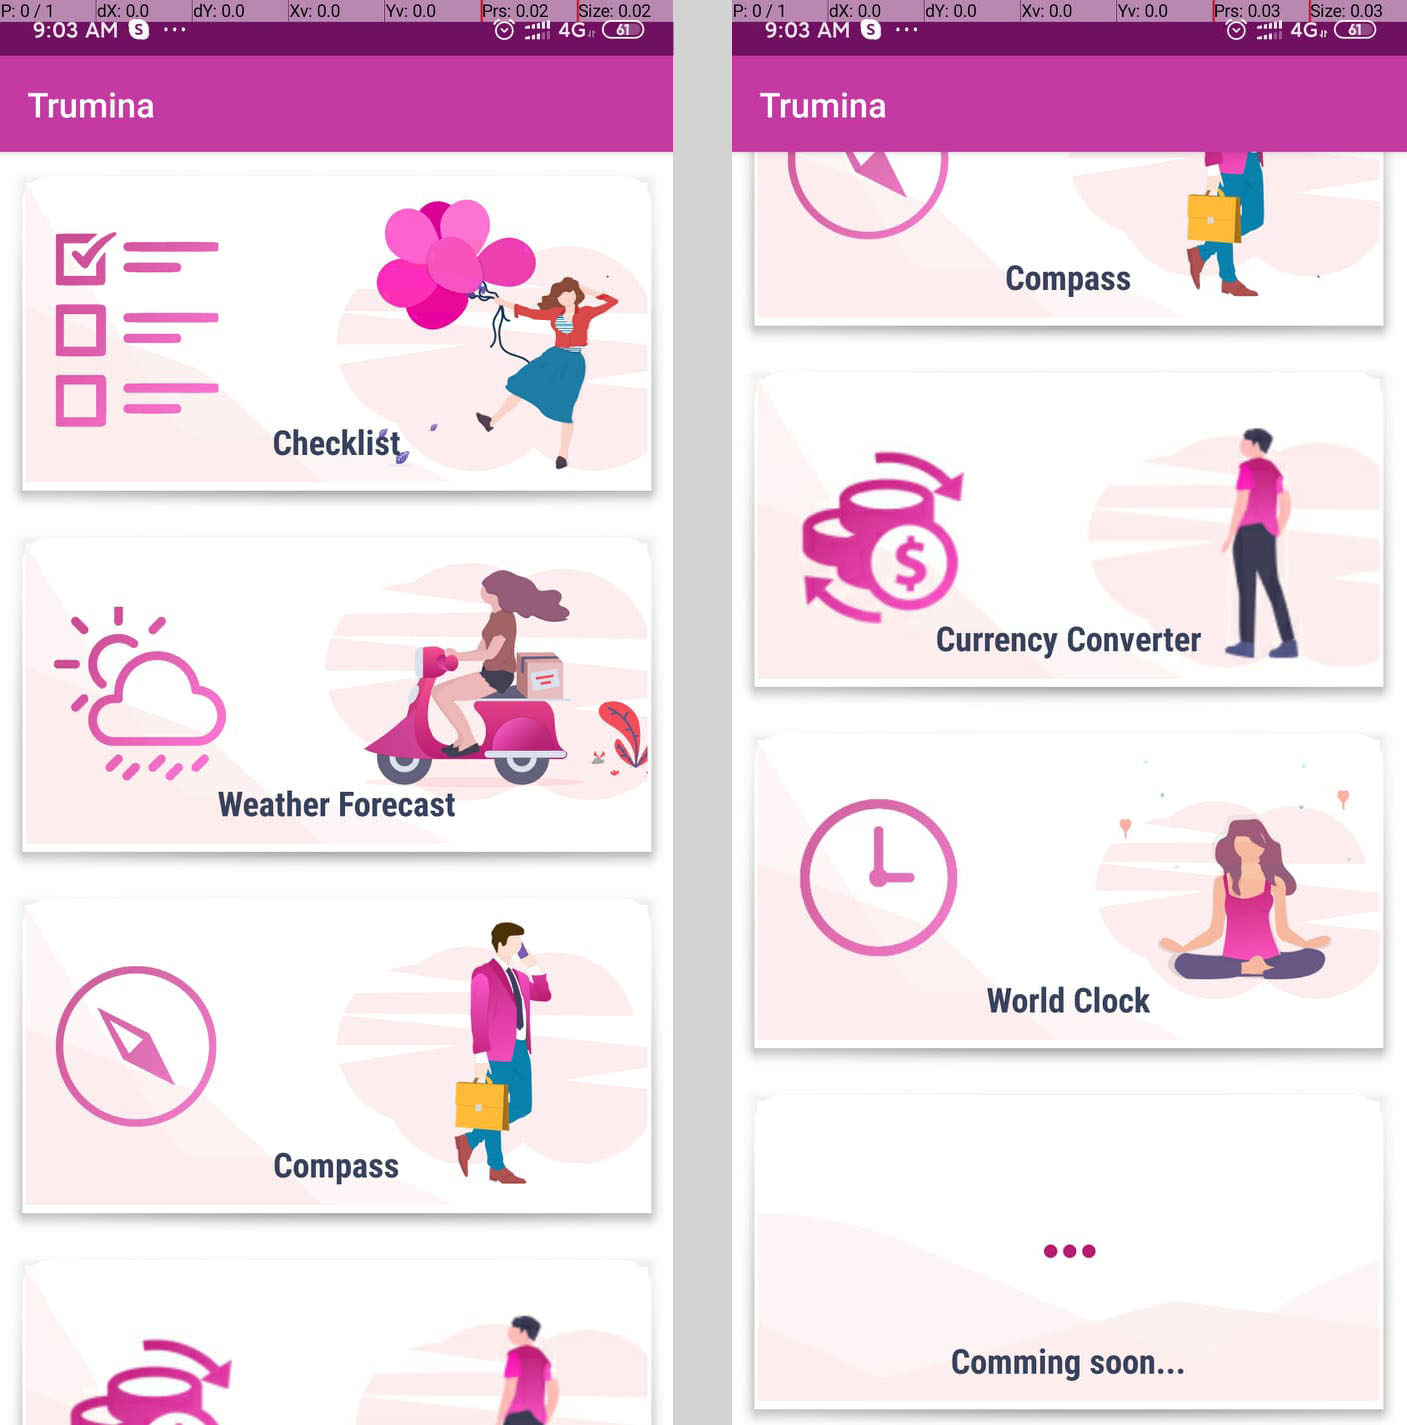 P: 0 / 1 dX: 0.0 dY: 0.0 Xv: 0.0 Yv: 0.0 Prs: 0.02 Size: 0.02
9:03 AM S ... 4G 61
Trumina
Checklist
Weather Forecast
Compass
P: 0 / 1 dX: 0.0 dY: 0.0 Xv: 0.0 Yv: 0.0 Prs: 0.03 Size: 0.03
9:03 AM S ... 4G 61
Trumina
Compass
$
Currency Converter
World Clock
Comming soon...